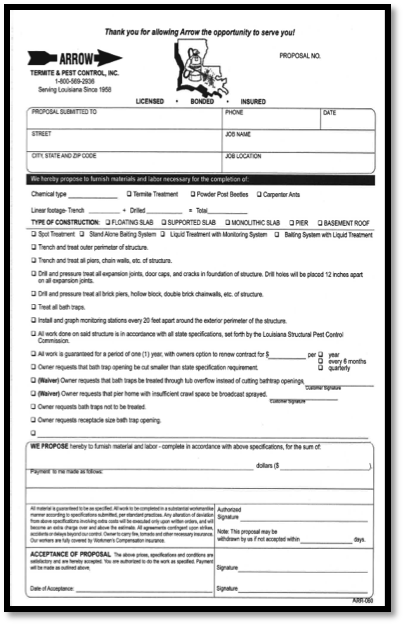 Thank you for allowing Arrow the opportunity to serve you!
ARROW
PROPOSAL NO.
TERMITE & PEST CONTROL, INC.
1-800-569-2936
Serving Louisiana Since 1958
LICENSED • BONDED • INSURED
PROPOSAL SUBMITTED TO PHONE DATE
STREET JOB NAME
CITY, STATE AND ZIP CODE JOB LOCATION
We hereby propose to furnish materials and labor necessary for the completion of:
Chemical type ☐ Termite Treatment ☐ Powder Post Beetles ☐ Carpenter Ants
Linear footage- Trench + Drilled = Total
TYPE OF CONSTRUCTION: ☐ FLOATING SLAB ☐ SUPPORTED SLAB ☐ MONOLITHIC SLAB ☐ PIER ☐ BASEMENT ROOF
☐ Spot Treatment ☐ Stand Alone Baiting System ☐ Liquid Treatment with Monitoring System ☐ Baiting System with Liquid Treatment
☐ Trench and treat outer perimeter of structure.
☐ Trench and treat all piers, chain walls, etc. of structure.
☐ Drill and pressure treat all expansion joints, door caps, and cracks in foundation of structure. Drill holes will be placed 12 inches apart
on all expansion joints.
☐ Drill and pressure treat all brick piers, hollow block, double brick chainwalls, etc. of structure.
☐ Treat all bath traps.
☐ Install and graph monitoring stations every 20 feet apart around the exterior perimeter of the structure.
☐ All work done on said structure is in accordance with all state specifications, set forth by the Louisiana Structural Pest Control
Commission.
☐ All work is guaranteed for a period of one (1) year, with owners option to renew contract for $ per ☐ year
☐ every 6 months
☐ Owner requests that bath trap opening be cut smaller than state specification requirement. ☐ quarterly
☐ (Waiver) Owner requests that bath traps be treated through tub overflow instead of cutting bathtrap openings.
Customer Signature
☐ (Waiver) Owner requests that pier home with insufficient crawl space be broadcast sprayed.
Customer Signature
☐ Owner requests bath traps not to be treated.
☐ Owner requests receptacle size bath trap opening.
☐
WE PROPOSE hereby to furnish material and labor - complete in accordance with above specifications, for the sum of:
dollars ($ ).
Payment to me made as follows:
All material is guaranteed to be as specified. All work to be completed in a substantial workmanlike
manner according to specifications submitted, per standard practices. Any alteration of deviation
from above specifications involving extra costs will be executed only upon written orders, and will
become an extra charge over and above the estimate. All agreements contingent upon strikes,
accidents or delays beyond our control. Owner to carry fire, tornado and other necessary insurance.
Our workers are fully covered by Workmen's Compensation Insurance.
Authorized
Signature
Note: This proposal may be
withdrawn by us if not accepted within days.
ACCEPTANCE OF PROPOSAL The above prices, specifications and conditions are
satisfactory and are hereby accepted. You are authorized to do the work as specified. Payment
will be made as outlined above.
Signature
Date of Acceptance: Signature
ARR-060